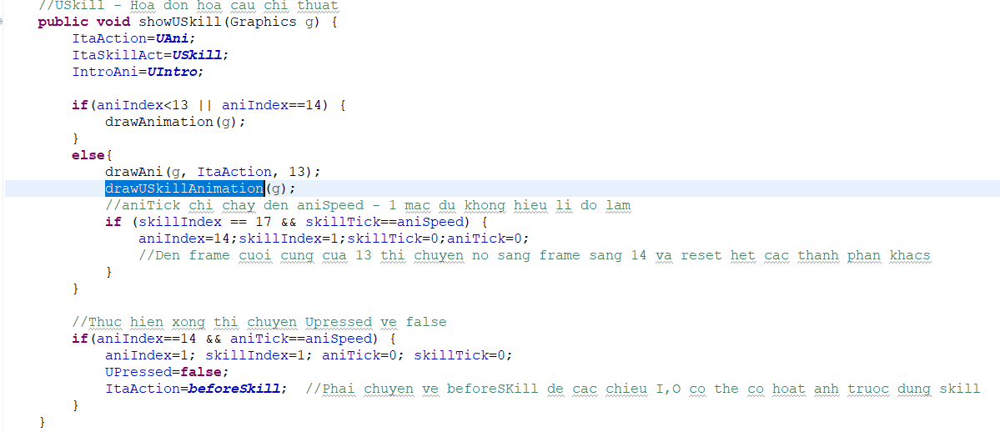 //USkill - Hoa don hoa cau chi thuat
public void showUSkill(Graphics g) {
ItaAction=UAni;
ItaSkillAct=USkill;
IntroAni=UIntro;
if(aniIndex<13 || aniIndex==14) {
drawAnimation(g);
}
else{
drawAni(g, ItaAction, 13);
drawUSkillAnimation(g);
//aniTick chi chay den aniSpeed - 1 mac du khong hieu li do lam
if (skillIndex == 17 && skillTick==aniSpeed) {
aniIndex=14;skillIndex=1;skillTick=0;aniTick=0;
//Den frame cuoi cung cua 13 thi chuyen no sang frame sang 14 va reset het cac thanh phan khacs
}
}
//Thuc hien xong thi chuyen Upressed ve false
if(aniIndex==14 && aniTick==aniSpeed) {
aniIndex=1; skillIndex=1; aniTick=0; skillTick=0;
UPressed=false;
ItaAction=beforeSkill;  //Phai chuyen ve beforeSKill de cac chieu I,O co the co hoat anh truoc dung skill
}
}